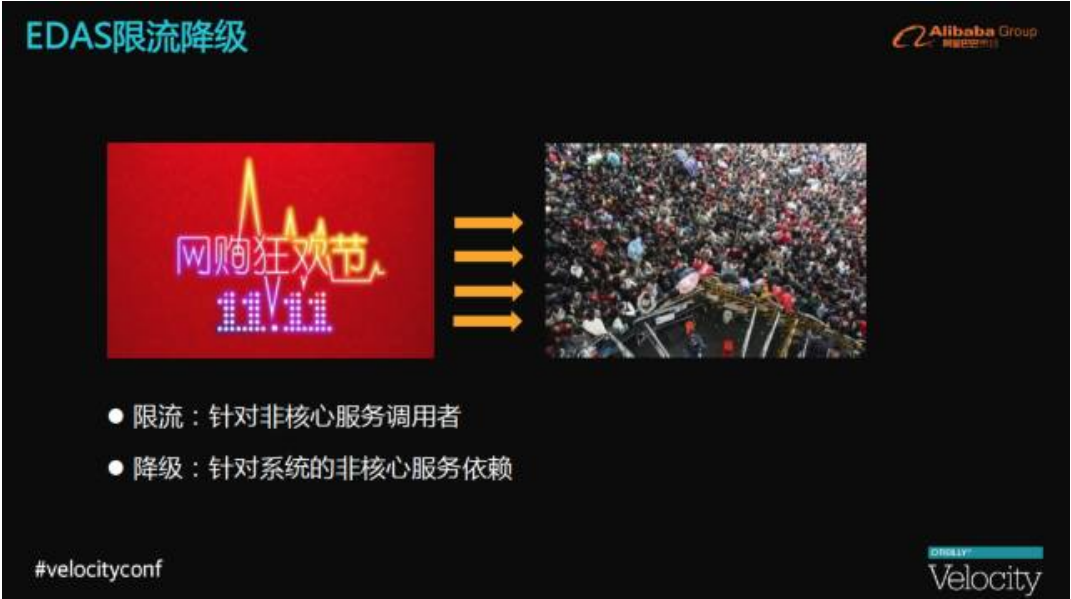 EDAS限流降级
Alibaba Group
阿里巴巴集团
网购狂欢节
11.11
● 限流：针对非核心服务调用者
● 降级：针对系统的非核心服务依赖
#velocityconf
O'REILLY®
Velocity